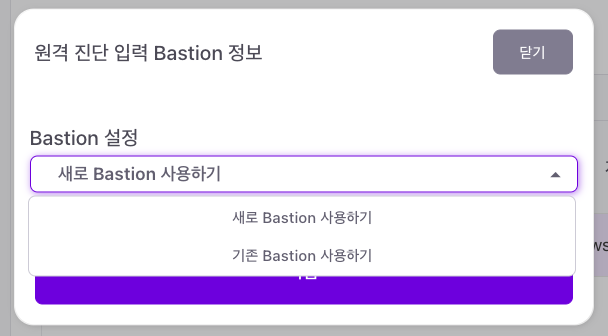 원격 진단 입력 Bastion 정보
닫기
Bastion 설정
새로 Bastion 사용하기
새로 Bastion 사용하기
기존 Bastion 사용하기